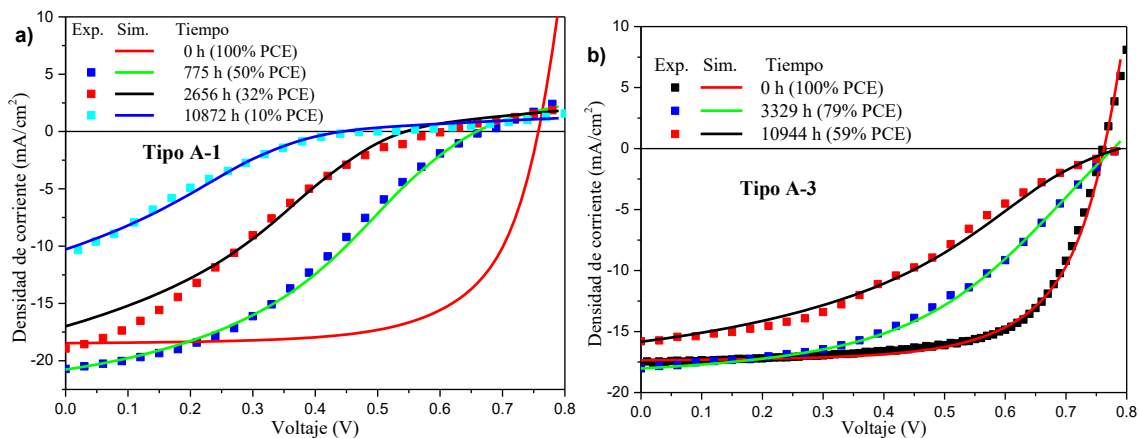 a)
Exp. Sim. Tiempo
0 h (100% PCE)
775 h (50% PCE)
2656 h (32% PCE)
10872 h (10% PCE)
Tipo A-1
10
5
0
-5
-10
-15
-20
Densidad de corriente (mA/cm2)
0.0 0.1 0.2 0.3 0.4 0.5 0.6 0.7 0.8
Voltaje (V)
b)
Exp. Sim. Tiempo
0 h (100% PCE)
3329 h (79% PCE)
10944 h (59% PCE)
Tipo A-3
10
5
0
-5
-10
-15
-20
Densidad de corriente (mA/cm2)
0.0 0.1 0.2 0.3 0.4 0.5 0.6 0.7 0.8
Voltaje (V)